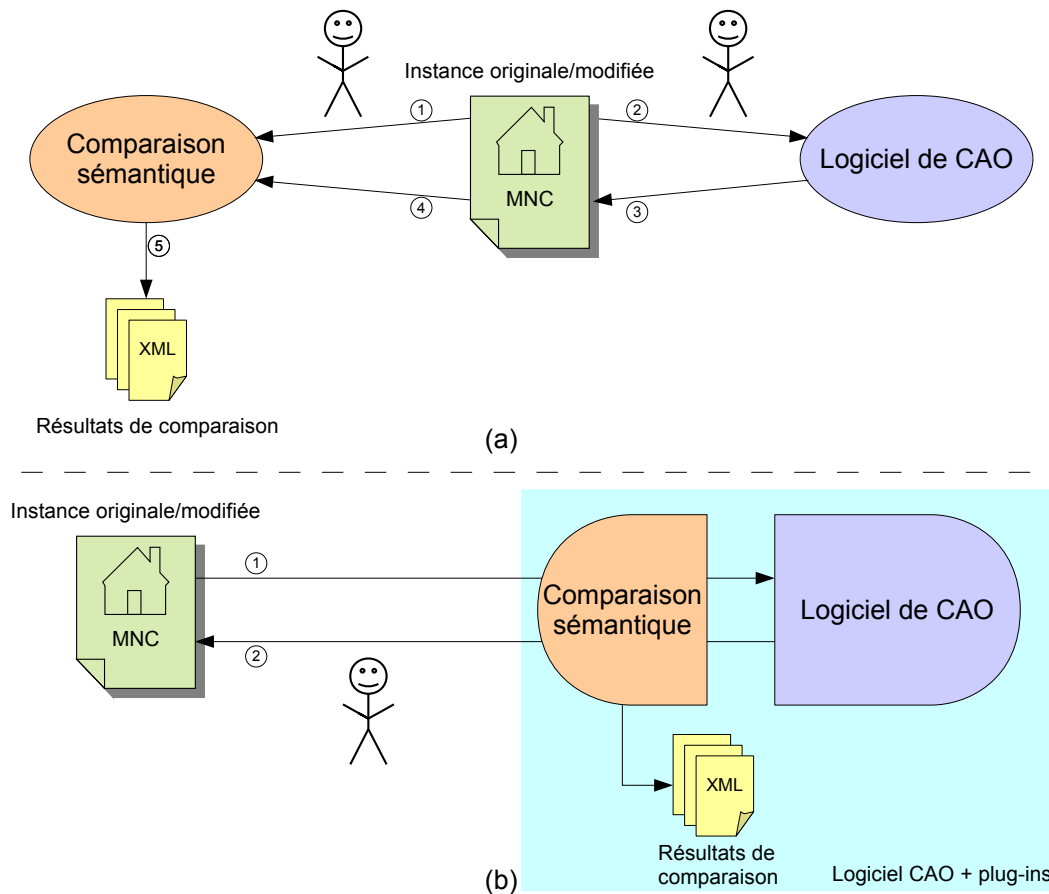 Instance originale/modifiée
1
2
Comparaison
sémantique
MNC
Logiciel de CAO
4
3
5
XML
Résultats de comparaison
(a)
Instance originale/modifiée
1
MNC
2
Comparaison
sémantique
Logiciel de CAO
XML
Résultats de
comparaison
(b)
Logiciel CAO + plug-ins